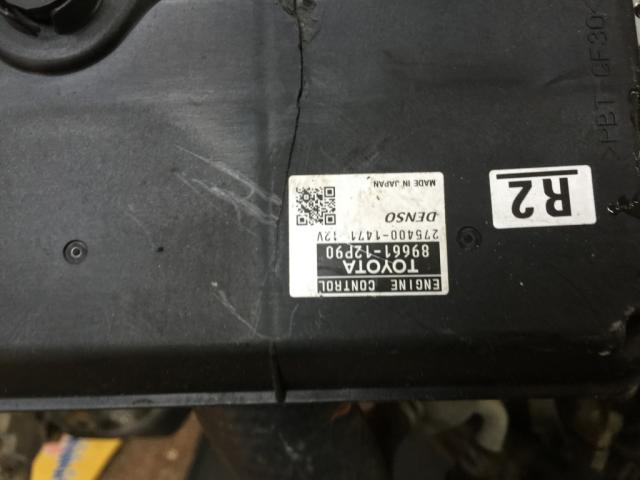 ENGINE CONTROL
TOYOTA
89661-12P90
275400-1471 12V
DENSO
MADE IN JAPAN
R2
>PBT-GF30<